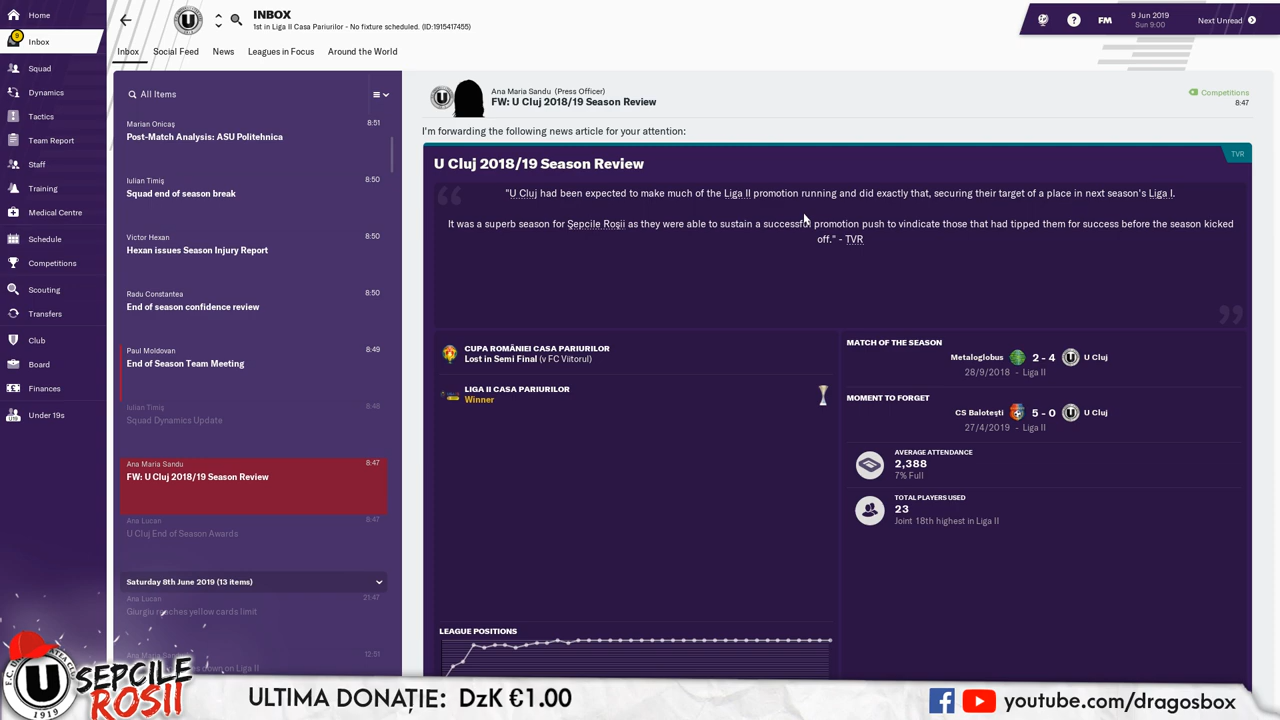 Home
Inbox
5
Squad
Dynamics
Tactics
Team Report
Staff
Training
Medical Centre
Schedule
Competitions
Scouting
Transfers
Club
Board
Finances
Under 19s
INBOX
1st in Liga II Casa Pariurilor - No fixture scheduled. (ID:1915417455)
FM
9 Jun 2019
Sun 9:00
Next Unread
Inbox
Social Feed
News
Leagues in Focus
Around the World
All Items
Marian Onicaş
8:51
Post-Match Analysis: ASU Politehnica
Iulian Timiş
8:50
Squad end of season break
Victor Hexan
8:50
Hexan issues Season Injury Report
Radu Constantea
8:50
End of season confidence review
Paul Moldovan
8:49
End of Season Team Meeting
Iulian Timiş
8:48
Squad Dynamics Update
Ana Maria Sandu
8:47
FW: U Cluj 2018/19 Season Review
Ana Lucan
8:47
U Cluj End of Season Awards
Saturday 8th June 2019 (13 items)
Ana Lucan
21:47
Giurgiu reaches yellow cards limit
12:51
down on Liga II
Ana Maria Sandu (Press Officer)
FW: U Cluj 2018/19 Season Review
Competitions
8:47
I'm forwarding the following news article for your attention:
U Cluj 2018/19 Season Review
TVR
"U Cluj had been expected to make much of the Liga II promotion running and did exactly that, securing their target of a place in next season's Liga I.
It was a superb season for Şepcile Roşii as they were able to sustain a successful promotion push to vindicate those that had tipped them for success before the season kicked
off." - TVR
CUPA ROMÂNIEI CASA PARIURILOR
Lost in Semi Final (v FC Viitorul)
LIGA II CASA PARIURILOR
Winner
MATCH OF THE SEASON
Metaloglobus 2 - 4 U Cluj
28/9/2018 - Liga II
MOMENT TO FORGET
CS Baloteşti 5 - 0 U Cluj
27/4/2019 - Liga II
AVERAGE ATTENDANCE
2,388
7% Full
TOTAL PLAYERS USED
23
Joint 18th highest in Liga II
LEAGUE POSITIONS
U
1919
SEPCILE
ROSII
ULTIMA DONAȚIE: DzK €1.00
youtube.com/dragosbox